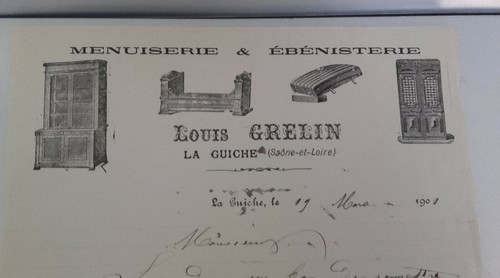 MENUISERIE & ÉBÉNISTERIE
LOUIS GRELIN
LA GUICHE (Saône-et-Loire)
La Guiche, le 19 Mars 1901
Monsieur